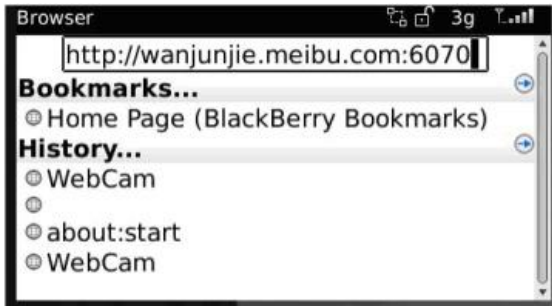 Browser 3g
http://wanjunjie.meibu.com:6070
Bookmarks...
Home Page (BlackBerry Bookmarks)
History...
WebCam
about:start
WebCam